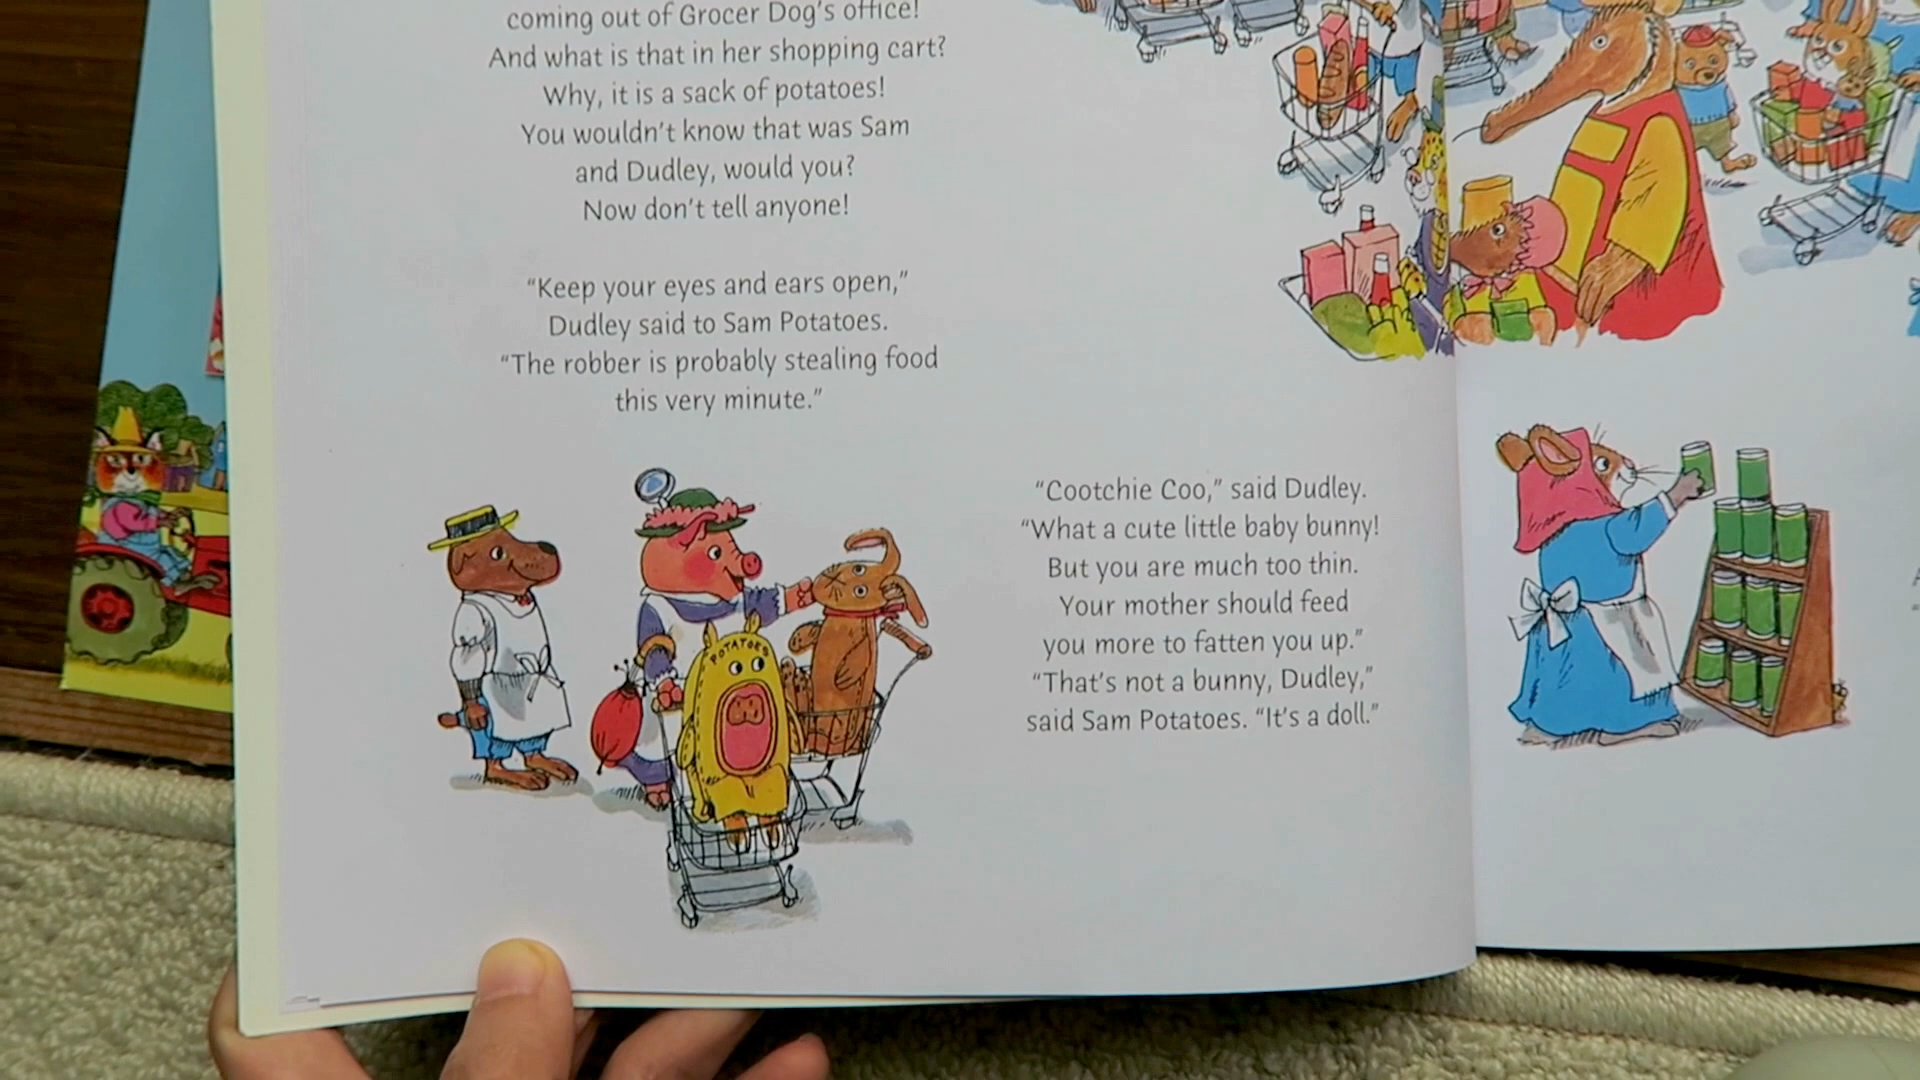 coming out of Grocer Dog's office!
And what is that in her shopping cart?
Why, it is a sack of potatoes!
You wouldn't know that was Sam
and Dudley, would you?
Now don't tell anyone!
“Keep your eyes and ears open,”
Dudley said to Sam Potatoes.
“The robber is probably stealing food
this very minute.”
POTATOES
“Cootchie Coo,” said Dudley.
“What a cute little baby bunny!
But you are much too thin.
Your mother should feed
you more to fatten you up.”
“That's not a bunny, Dudley,”
said Sam Potatoes. “It's a doll.”